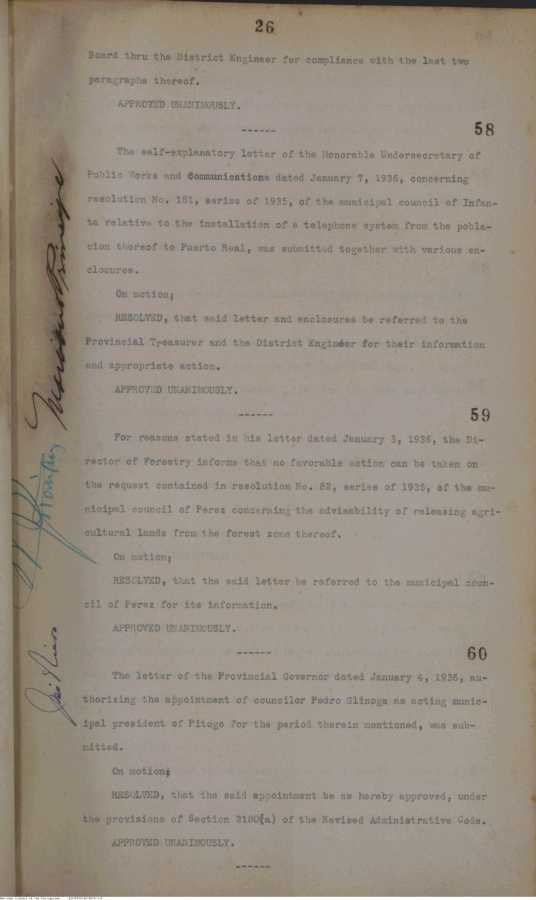 26
Board thru the District Engineer for compliance with the last two
paragraphs thereof.
APPROVED UNANIMOUSLY.
------
58
The self-explanatory letter of the Honorable Undersecretary of
Public Works and Communications dated January 7, 1936, concerning
resolution No. 181, series of 1935, of the municipal council of Infan-
ta relative to the installation of a telephone system from the pobla-
cion thereof to Puerto Real, was submitted together with various en-
closures.
On motion;
RESOLVED, that said letter and enclosures be referred to the
Provincial Treasurer and the District Engineer for their information
and appropriate action.
APPROVED UNANIMOUSLY.
------
59
For reasons stated in his letter dated January 3, 1936, the Di-
rector of Forestry informs that no favorable action can be taken on
the request contained in resolution No. 82, series of 1935, of the mu-
nicipal council of Perez concerning the advisability of releasing agri-
cultural lands from the forest zone thereof.
On motion;
RESOLVED, that the said letter be referred to the municipal coun-
cil of Perez for its information.
APPROVED UNANIMOUSLY.
------
60
The letter of the Provincial Governor dated January 4, 1936, au-
thorizing the appointment of councilor Pedro Glinoga as acting munic-
ipal president of Pitogo for the period therein mentioned, was sub-
mitted.
On motion;
RESOLVED, that the said appointment be as hereby approved, under
the provisions of Section 2180(a) of the Revised Administrative Code.
APPROVED UNANIMOUSLY.
------